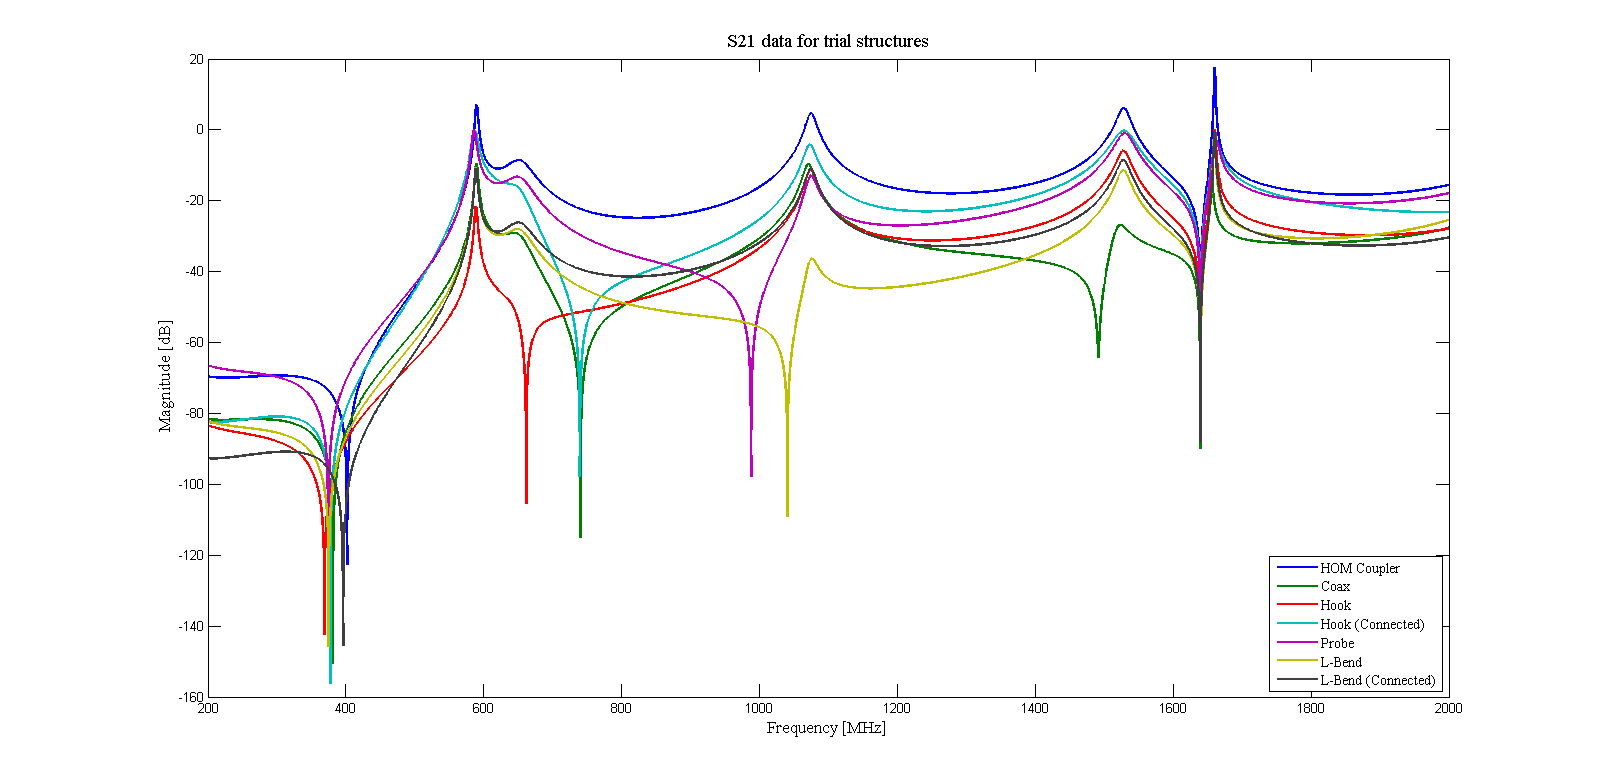 S21 data for trial structures
20
0
-20
-40
-60
-80
-100
-120
-140
-160
Magnitude [dB]
200
400
600
800
1000
1200
1400
1600
1800
2000
Frequency [MHz]
HOM Coupler
Coax
Hook
Hook (Connected)
Probe
L-Bend
L-Bend (Connected)